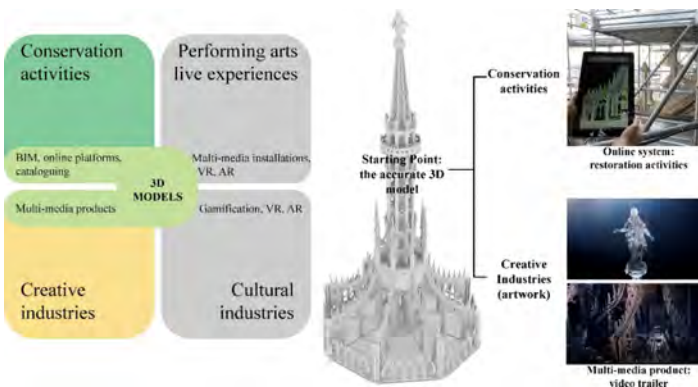 Conservation
activities
Performing arts
live experiences
BIM, online platforms,
cataloguing
Multi-media installations,
VR, AR
3D
MODELS
Multi-media products
Gamification, VR, AR
Creative
industries
Cultural
industries
Starting Point:
the accurate 3D
model
Conservation
activities
Creative
Industries
(artwork)
Online system:
restoration activities
Multi-media product:
video trailer